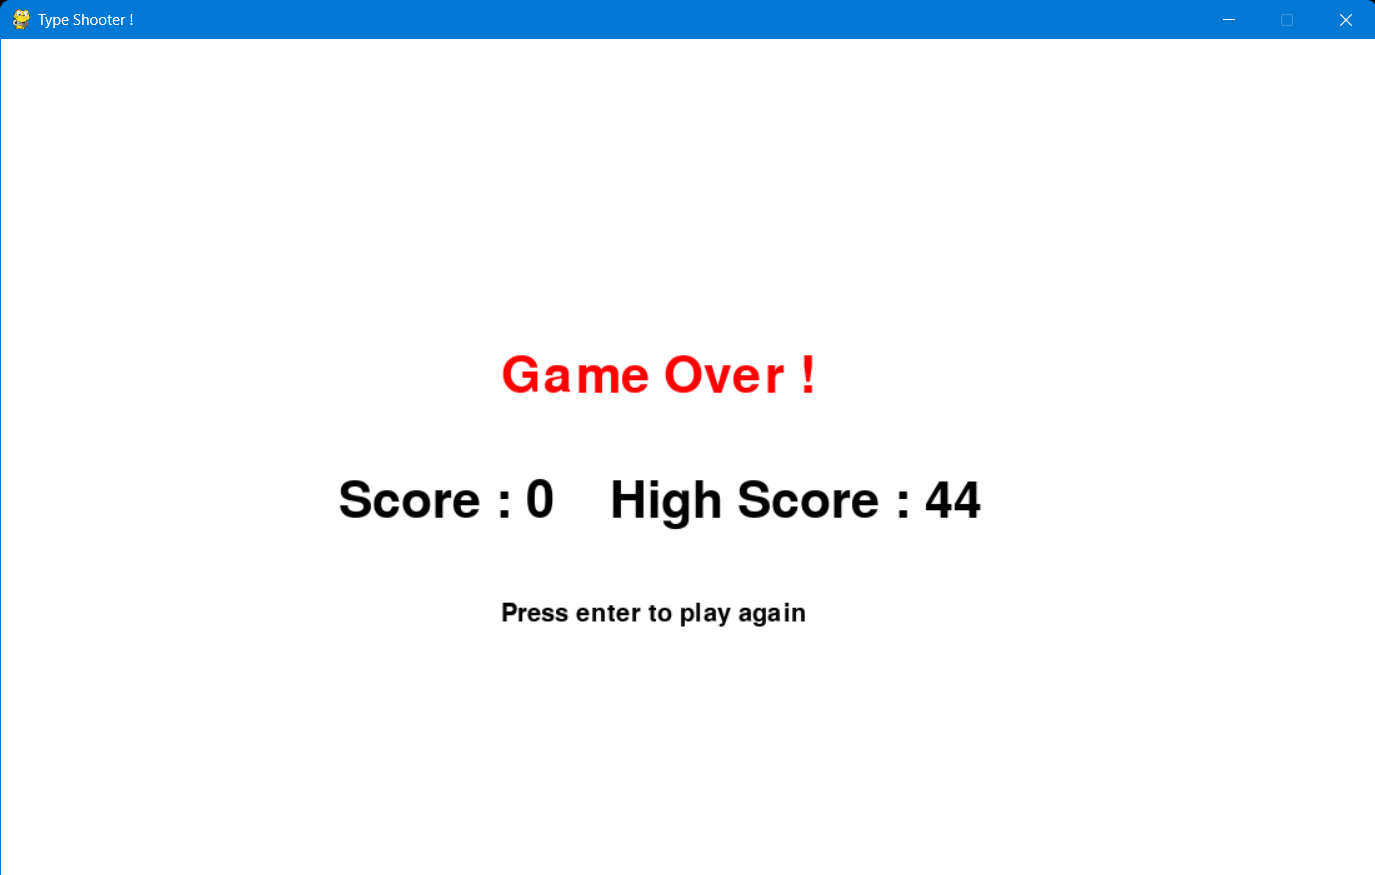 Type Shooter !
Game Over !
Score : 0    High Score : 44
Press enter to play again